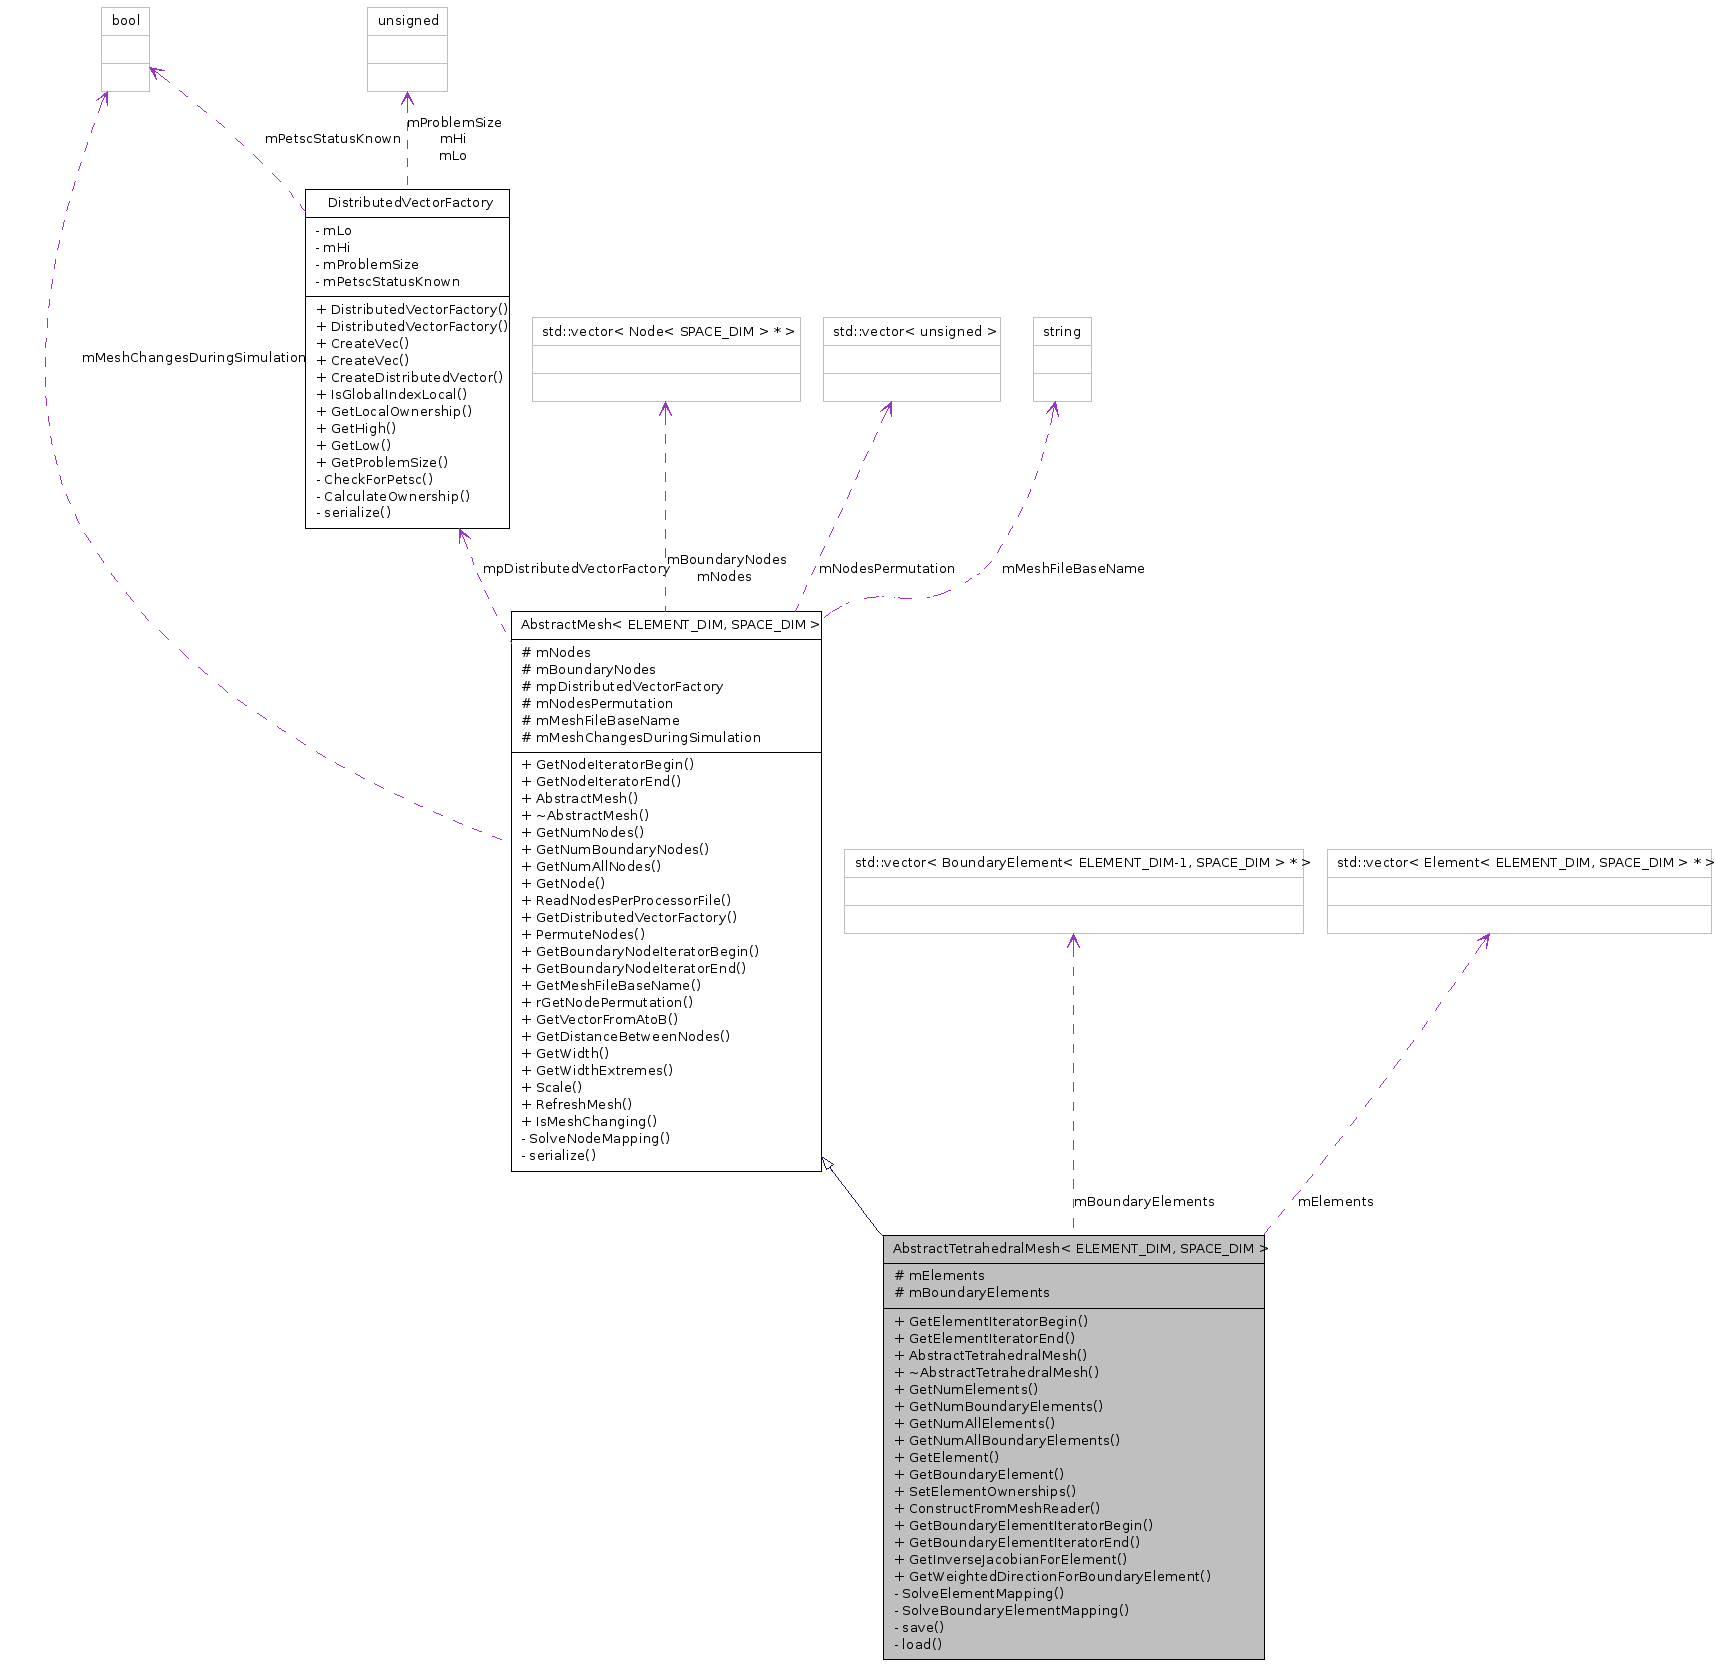 bool
unsigned
mPetscStatusKnown
mProblemSize
mHi
mLo
DistributedVectorFactory
- mLo
- mHi
- mProblemSize
- mPetscStatusKnown
+ DistributedVectorFactory()
+ DistributedVectorFactory()
+ CreateVec()
+ CreateVec()
+ CreateDistributedVector()
+ IsGlobalIndexLocal()
+ GetLocalOwnership()
+ GetHigh()
+ GetLow()
+ GetProblemSize()
- CheckForPetsc()
- CalculateOwnership()
- serialize()
std::vector< Node< SPACE_DIM > * >
std::vector< unsigned >
string
mMeshChangesDuringSimulation
mpDistributedVectorFactory
mBoundaryNodes
mNodes
mNodesPermutation
mMeshFileBaseName
AbstractMesh< ELEMENT_DIM, SPACE_DIM >
# mNodes
# mBoundaryNodes
# mpDistributedVectorFactory
# mNodesPermutation
# mMeshFileBaseName
# mMeshChangesDuringSimulation
+ GetNodeIteratorBegin()
+ GetNodeIteratorEnd()
+ AbstractMesh()
+ ~AbstractMesh()
+ GetNumNodes()
+ GetNumBoundaryNodes()
+ GetNumAllNodes()
+ GetNode()
+ ReadNodesPerProcessorFile()
+ GetDistributedVectorFactory()
+ PermuteNodes()
+ GetBoundaryNodeIteratorBegin()
+ GetBoundaryNodeIteratorEnd()
+ GetMeshFileBaseName()
+ rGetNodePermutation()
+ GetVectorFromAtoB()
+ GetDistanceBetweenNodes()
+ GetWidth()
+ GetWidthExtremes()
+ Scale()
+ RefreshMesh()
+ IsMeshChanging()
- SolveNodeMapping()
- serialize()
std::vector< BoundaryElement< ELEMENT_DIM-1, SPACE_DIM > * >
std::vector< Element< ELEMENT_DIM, SPACE_DIM > * >
mBoundaryElements
mElements
AbstractTetrahedralMesh< ELEMENT_DIM, SPACE_DIM >
# mElements
# mBoundaryElements
+ GetElementIteratorBegin()
+ GetElementIteratorEnd()
+ AbstractTetrahedralMesh()
+ ~AbstractTetrahedralMesh()
+ GetNumElements()
+ GetNumBoundaryElements()
+ GetNumAllElements()
+ GetNumAllBoundaryElements()
+ GetElement()
+ GetBoundaryElement()
+ SetElementOwnerships()
+ ConstructFromMeshReader()
+ GetBoundaryElementIteratorBegin()
+ GetBoundaryElementIteratorEnd()
+ GetInverseJacobianForElement()
+ GetWeightedDirectionForBoundaryElement()
- SolveElementMapping()
- SolveBoundaryElementMapping()
- save()
- load()